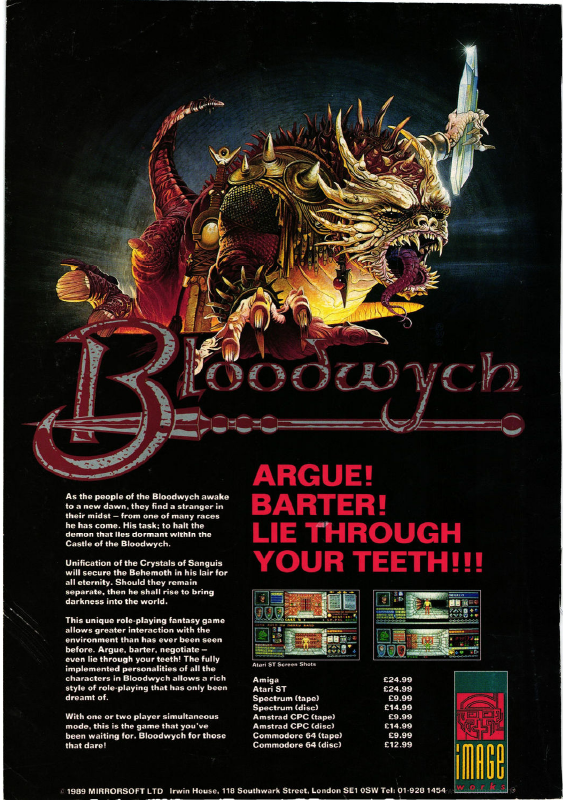 Bloodwych
ARGUE!
BARTER!
LIE THROUGH
YOUR TEETH!!!
As the people of the Bloodwych awake
to a new dawn, they find a stranger in
their midst – from one of many races
he has come. His task; to halt the
demon that lies dormant within the
Castle of the Bloodwych.
Unification of the Crystals of Sanguis
will secure the Behemoth in his lair for
all eternity. Should they remain
separate, then he shall rise to bring
darkness into the world.
This unique role-playing fantasy game
allows greater interaction with the
environment than has ever been seen
before. Argue, barter, negotiate –
even lie through your teeth! The fully
implemented personalities of all the
characters in Bloodwych allows a rich
style of role-playing that has only been
dreamt of.
With one or two player simultaneous
mode, this is the game that you've
been waiting for. Bloodwych for those
that dare!
Atari ST Screen Shots
Amiga £24.99
Atari ST £24.99
Spectrum (tape) £9.99
Spectrum (disc) £14.99
Amstrad CPC (tape) £9.99
Amstrad CPC (disc) £14.99
Commodore 64 (tape) £9.99
Commodore 64 (disc) £12.99
iMAGE
works
© 1989 MIRRORSOFT LTD Irwin House, 118 Southwark Street, London SE1 0SW Tel: 01-928 1454